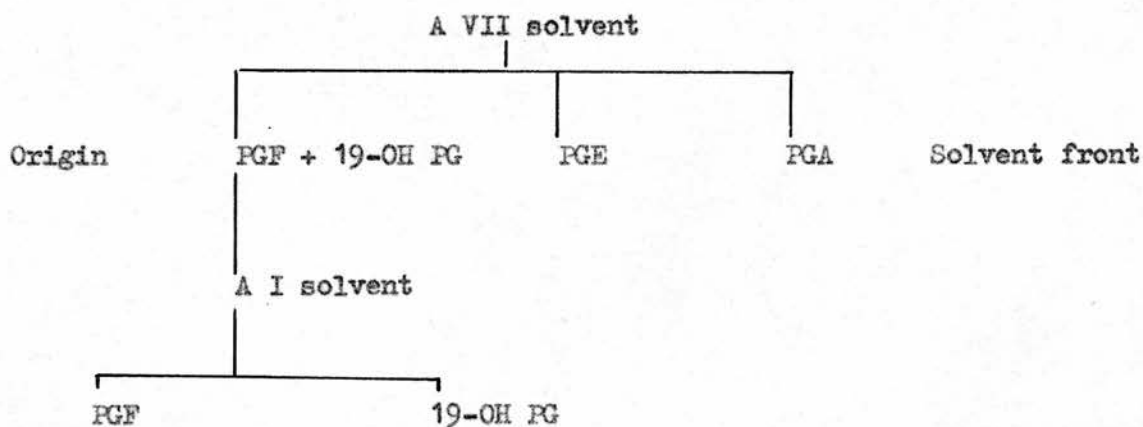 A VII solvent
Origin PGF + 19-OH PG PGE PGA Solvent front
A I solvent
PGF 19-OH PG